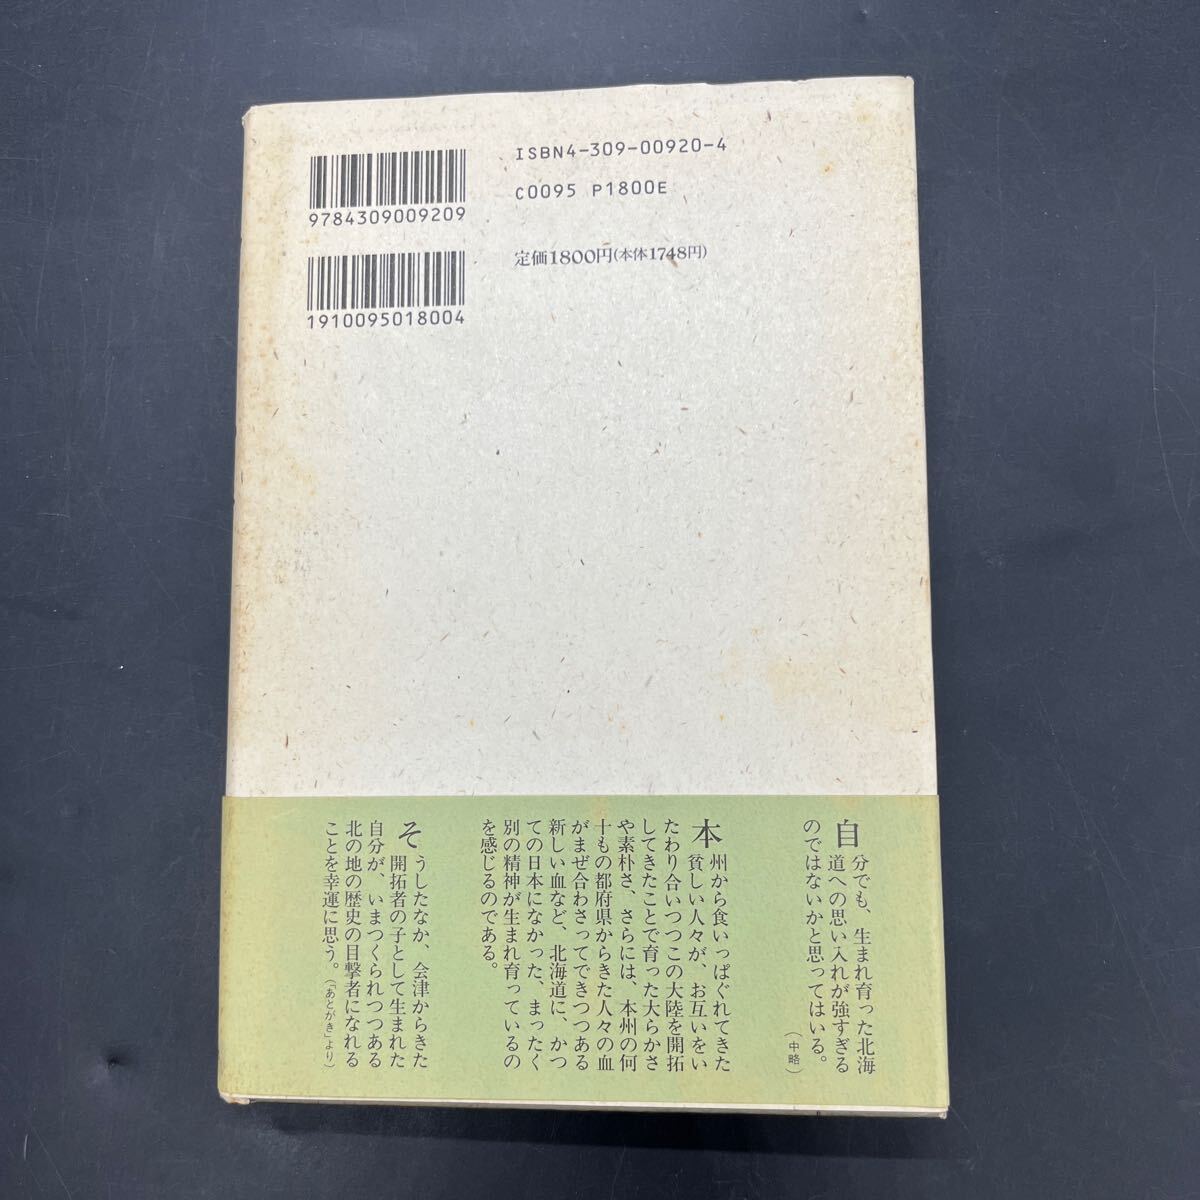 ISBN4-309-00920-4
C0095 P1800E
9784309009209
定価1800円(本体1748円)
1910095018004
自分でも、生まれ育った北海
道への思い入れが強すぎる
のではないかと思ってはいる。
(中略)
本州から食いっぱぐれてきた
貧しい人々が、お互いをい
たわり合いつつこの大陸を開拓
してきたことで育った大らかさ
や素朴さ、さらには、本州の何
十もの都府県からきた人々の血
がまぜ合わさってできつつある
新しい血など、北海道に、かつ
ての日本になかった、まったく
別の精神が生まれ育っているの
を感じるのである。
そうしたなか、会津からきた
開拓者の子として生まれた
自分が、いまつくられつつある
北の地の歴史の目撃者になれる
ことを幸運に思う。(「あとがき」より)